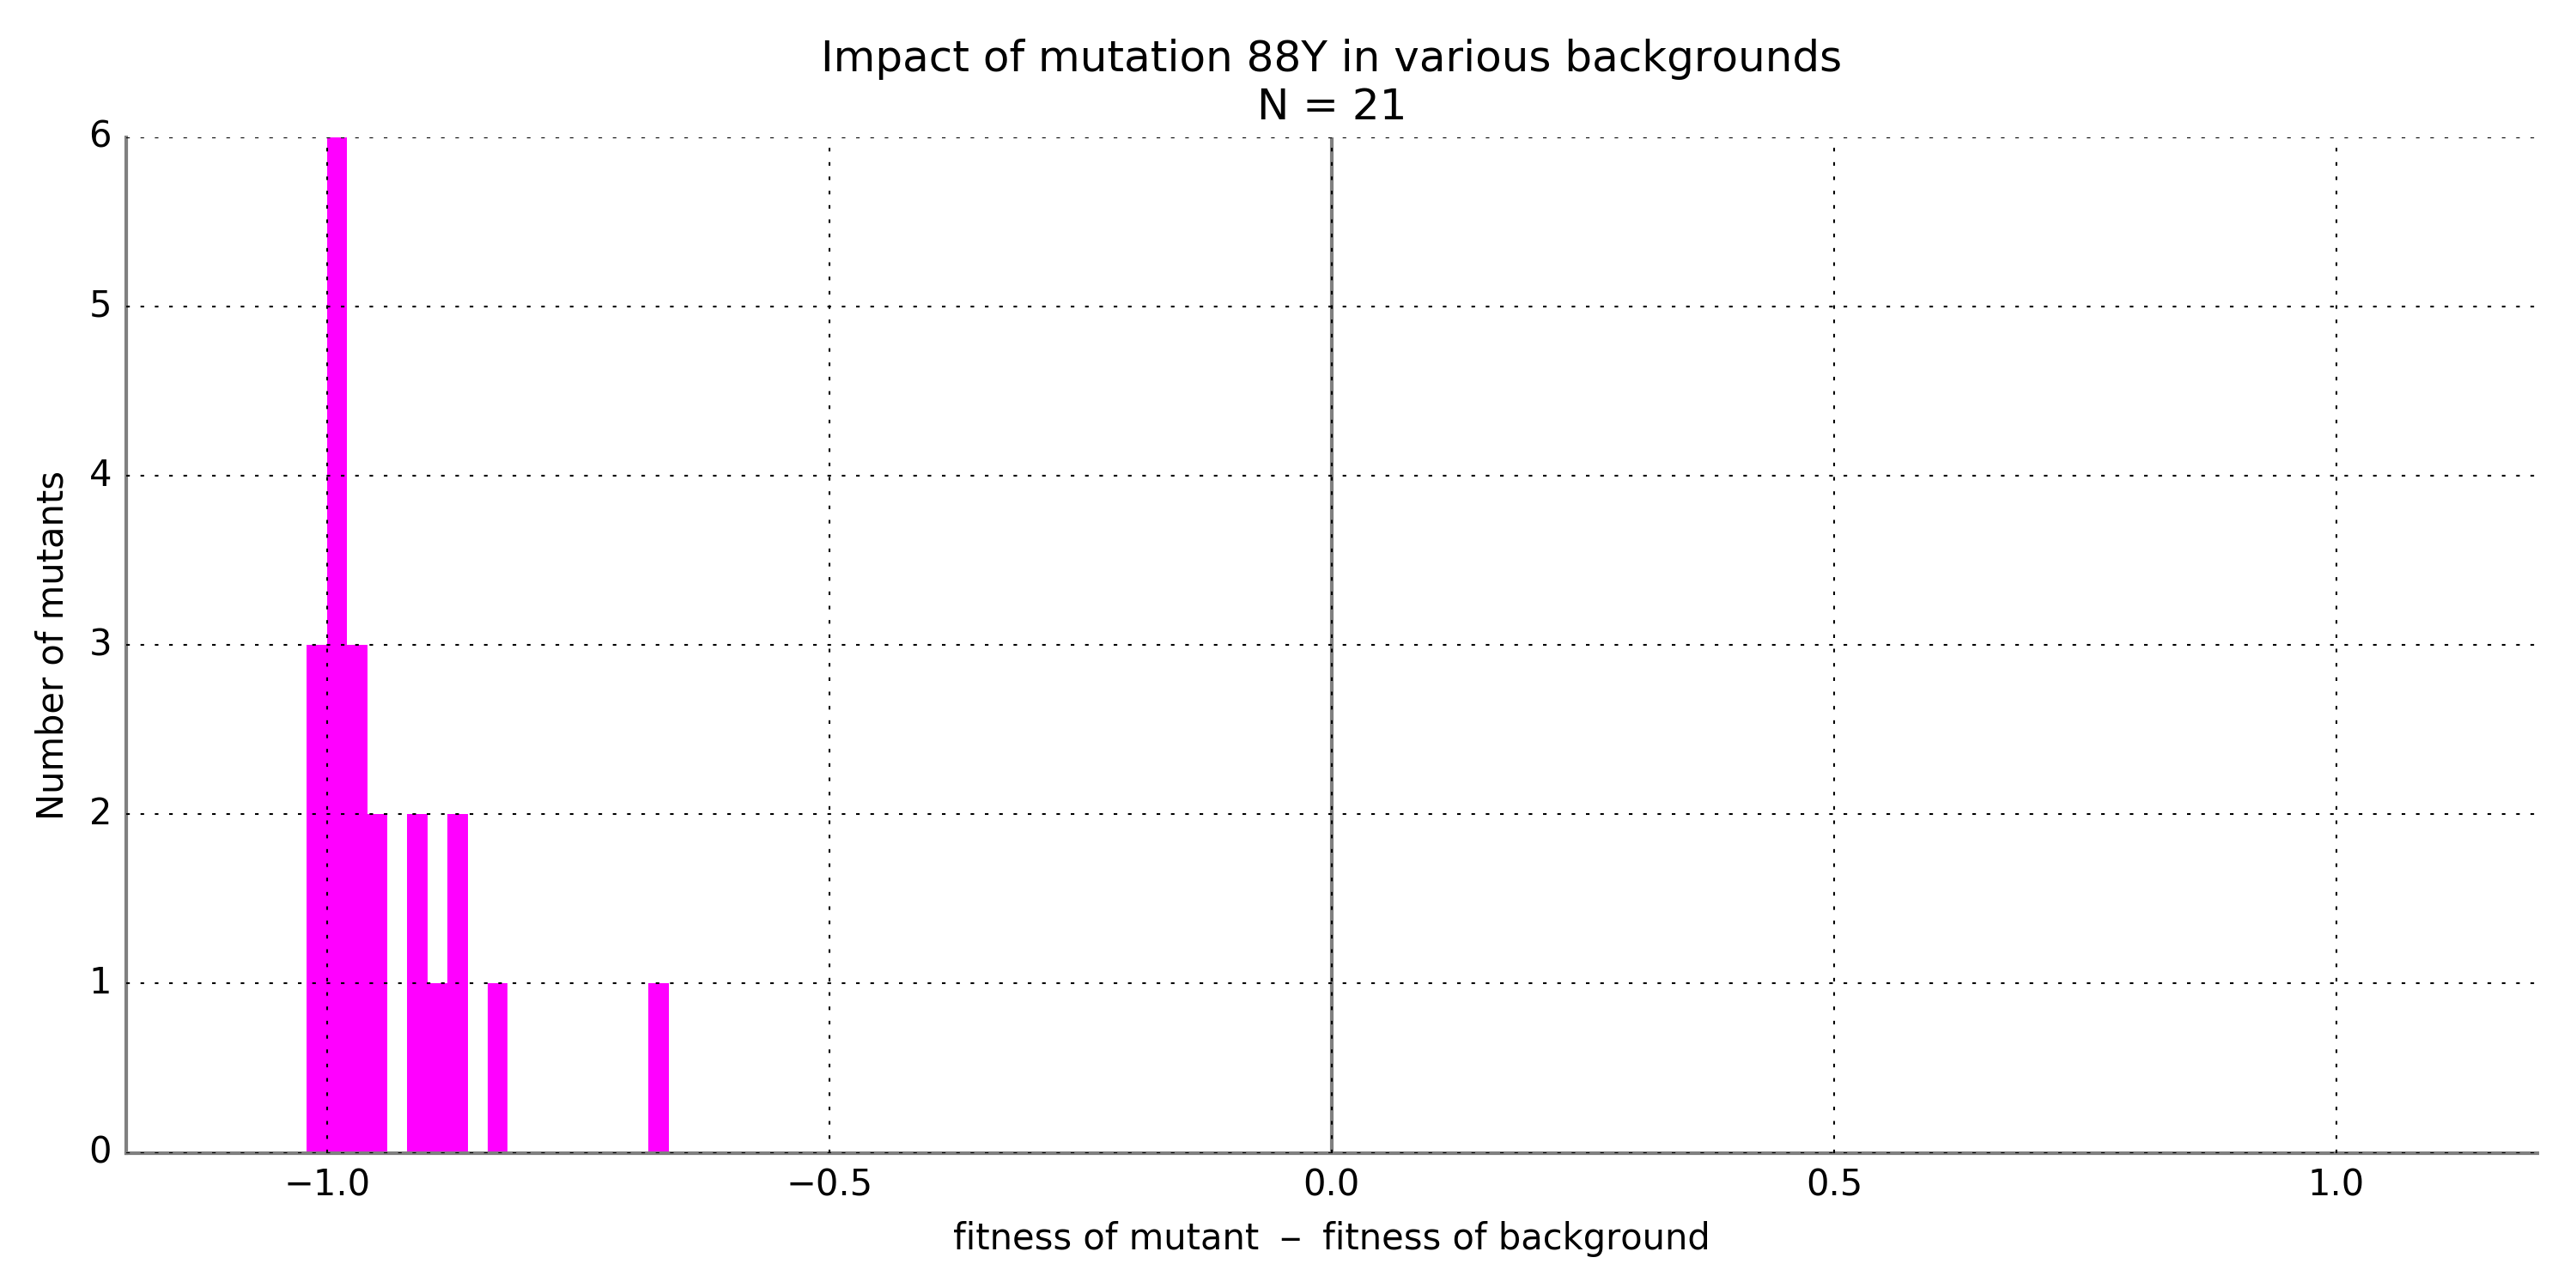 Impact of mutation 88Y in various backgrounds
N = 21
6
5
4
3
2
1
0
Number of mutants
−1.0 −0.5 0.0 0.5 1.0
fitness of mutant – fitness of background